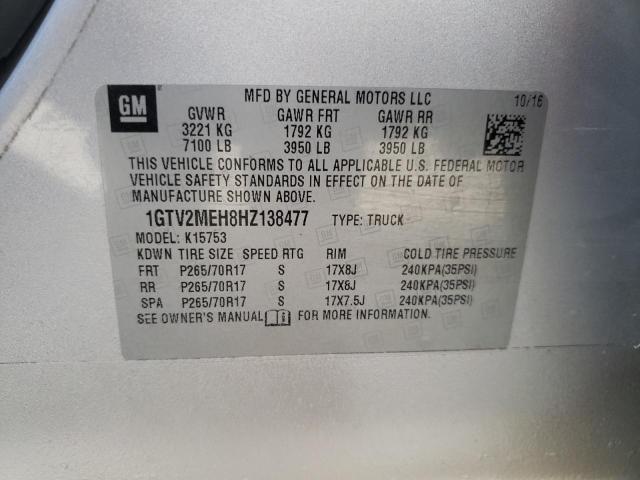 GM
MFD BY GENERAL MOTORS LLC 10/16
GVWR GAWR FRT GAWR RR
3221 KG 1792 KG 1792 KG
7100 LB 3950 LB 3950 LB
THIS VEHICLE CONFORMS TO ALL APPLICABLE U.S. FEDERAL MOTOR
VEHICLE SAFETY STANDARDS IN EFFECT ON THE DATE OF
MANUFACTURE SHOWN ABOVE.
1GTV2MEH8HZ138477 TYPE: TRUCK
MODEL: K15753
KDWN TIRE SIZE SPEED RTG RIM COLD TIRE PRESSURE
FRT P265/70R17 S 17X8J 240KPA(35PSI)
RR P265/70R17 S 17X8J 240KPA(35PSI)
SPA P265/70R17 S 17X7.5J 240KPA(35PSI)
SEE OWNER'S MANUAL FOR MORE INFORMATION.